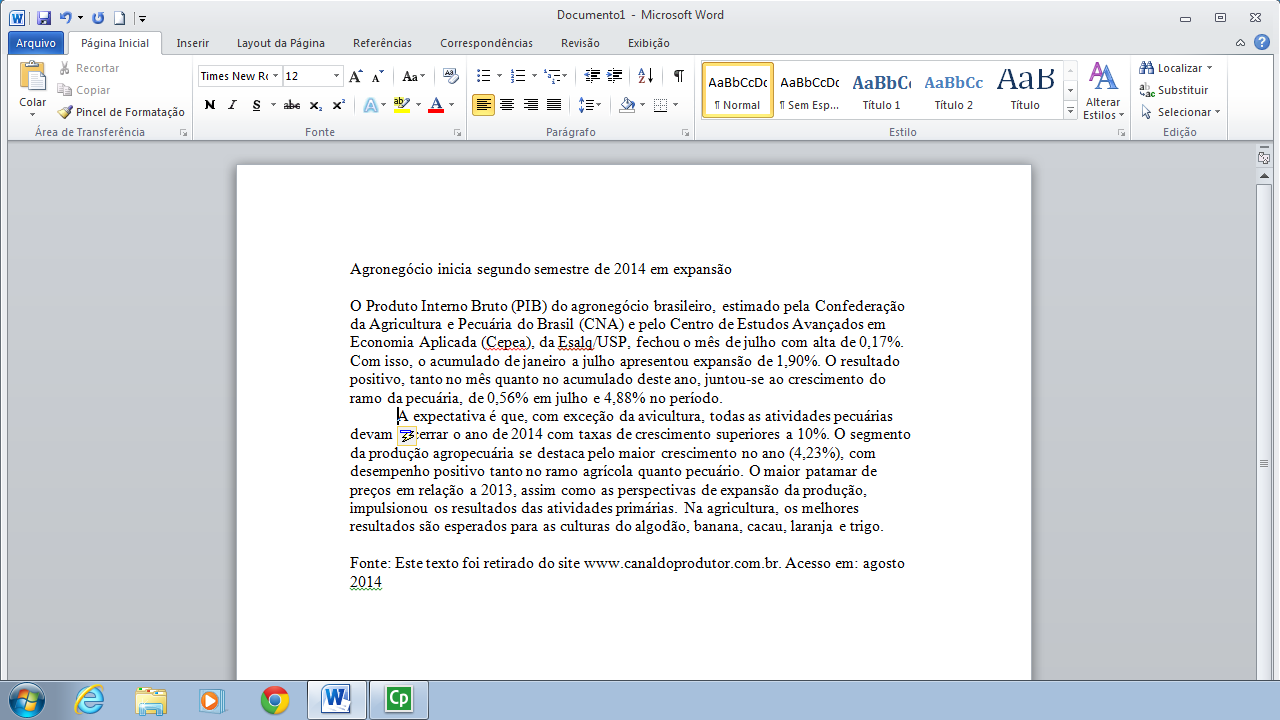 Documento1 - Microsoft Word
Arquivo Página Inicial Inserir Layout da Página Referências Correspondências Revisão Exibição
Colar
Recortar
Copiar
Pincel de Formatação
Área de Transferência
Times New Ro 12
Aa
N I S abc x₂ x² A ab A
Fonte
Parágrafo
AaBbCcDc AaBbCcDc AaBbCc AaBbCc AaB
¶ Normal ¶ Sem Esp... Título 1 Título 2 Título
Alterar Estilos
Estilo
Localizar
Substituir
Selecionar
Edição
Agronegócio inicia segundo semestre de 2014 em expansão
O Produto Interno Bruto (PIB) do agronegócio brasileiro, estimado pela Confederação
da Agricultura e Pecuária do Brasil (CNA) e pelo Centro de Estudos Avançados em
Economia Aplicada (Cepea), da Esalq/USP, fechou o mês de julho com alta de 0,17%.
Com isso, o acumulado de janeiro a julho apresentou expansão de 1,90%. O resultado
positivo, tanto no mês quanto no acumulado deste ano, juntou-se ao crescimento do
ramo da pecuária, de 0,56% em julho e 4,88% no período.
A expectativa é que, com exceção da avicultura, todas as atividades pecuárias
devam cerrar o ano de 2014 com taxas de crescimento superiores a 10%. O segmento
da produção agropecuária se destaca pelo maior crescimento no ano (4,23%), com
desempenho positivo tanto no ramo agrícola quanto pecuário. O maior patamar de
preços em relação a 2013, assim como as perspectivas de expansão da produção,
impulsionou os resultados das atividades primárias. Na agricultura, os melhores
resultados são esperados para as culturas do algodão, banana, cacau, laranja e trigo.
Fonte: Este texto foi retirado do site www.canaldoprodutor.com.br. Acesso em: agosto
2014
Cp